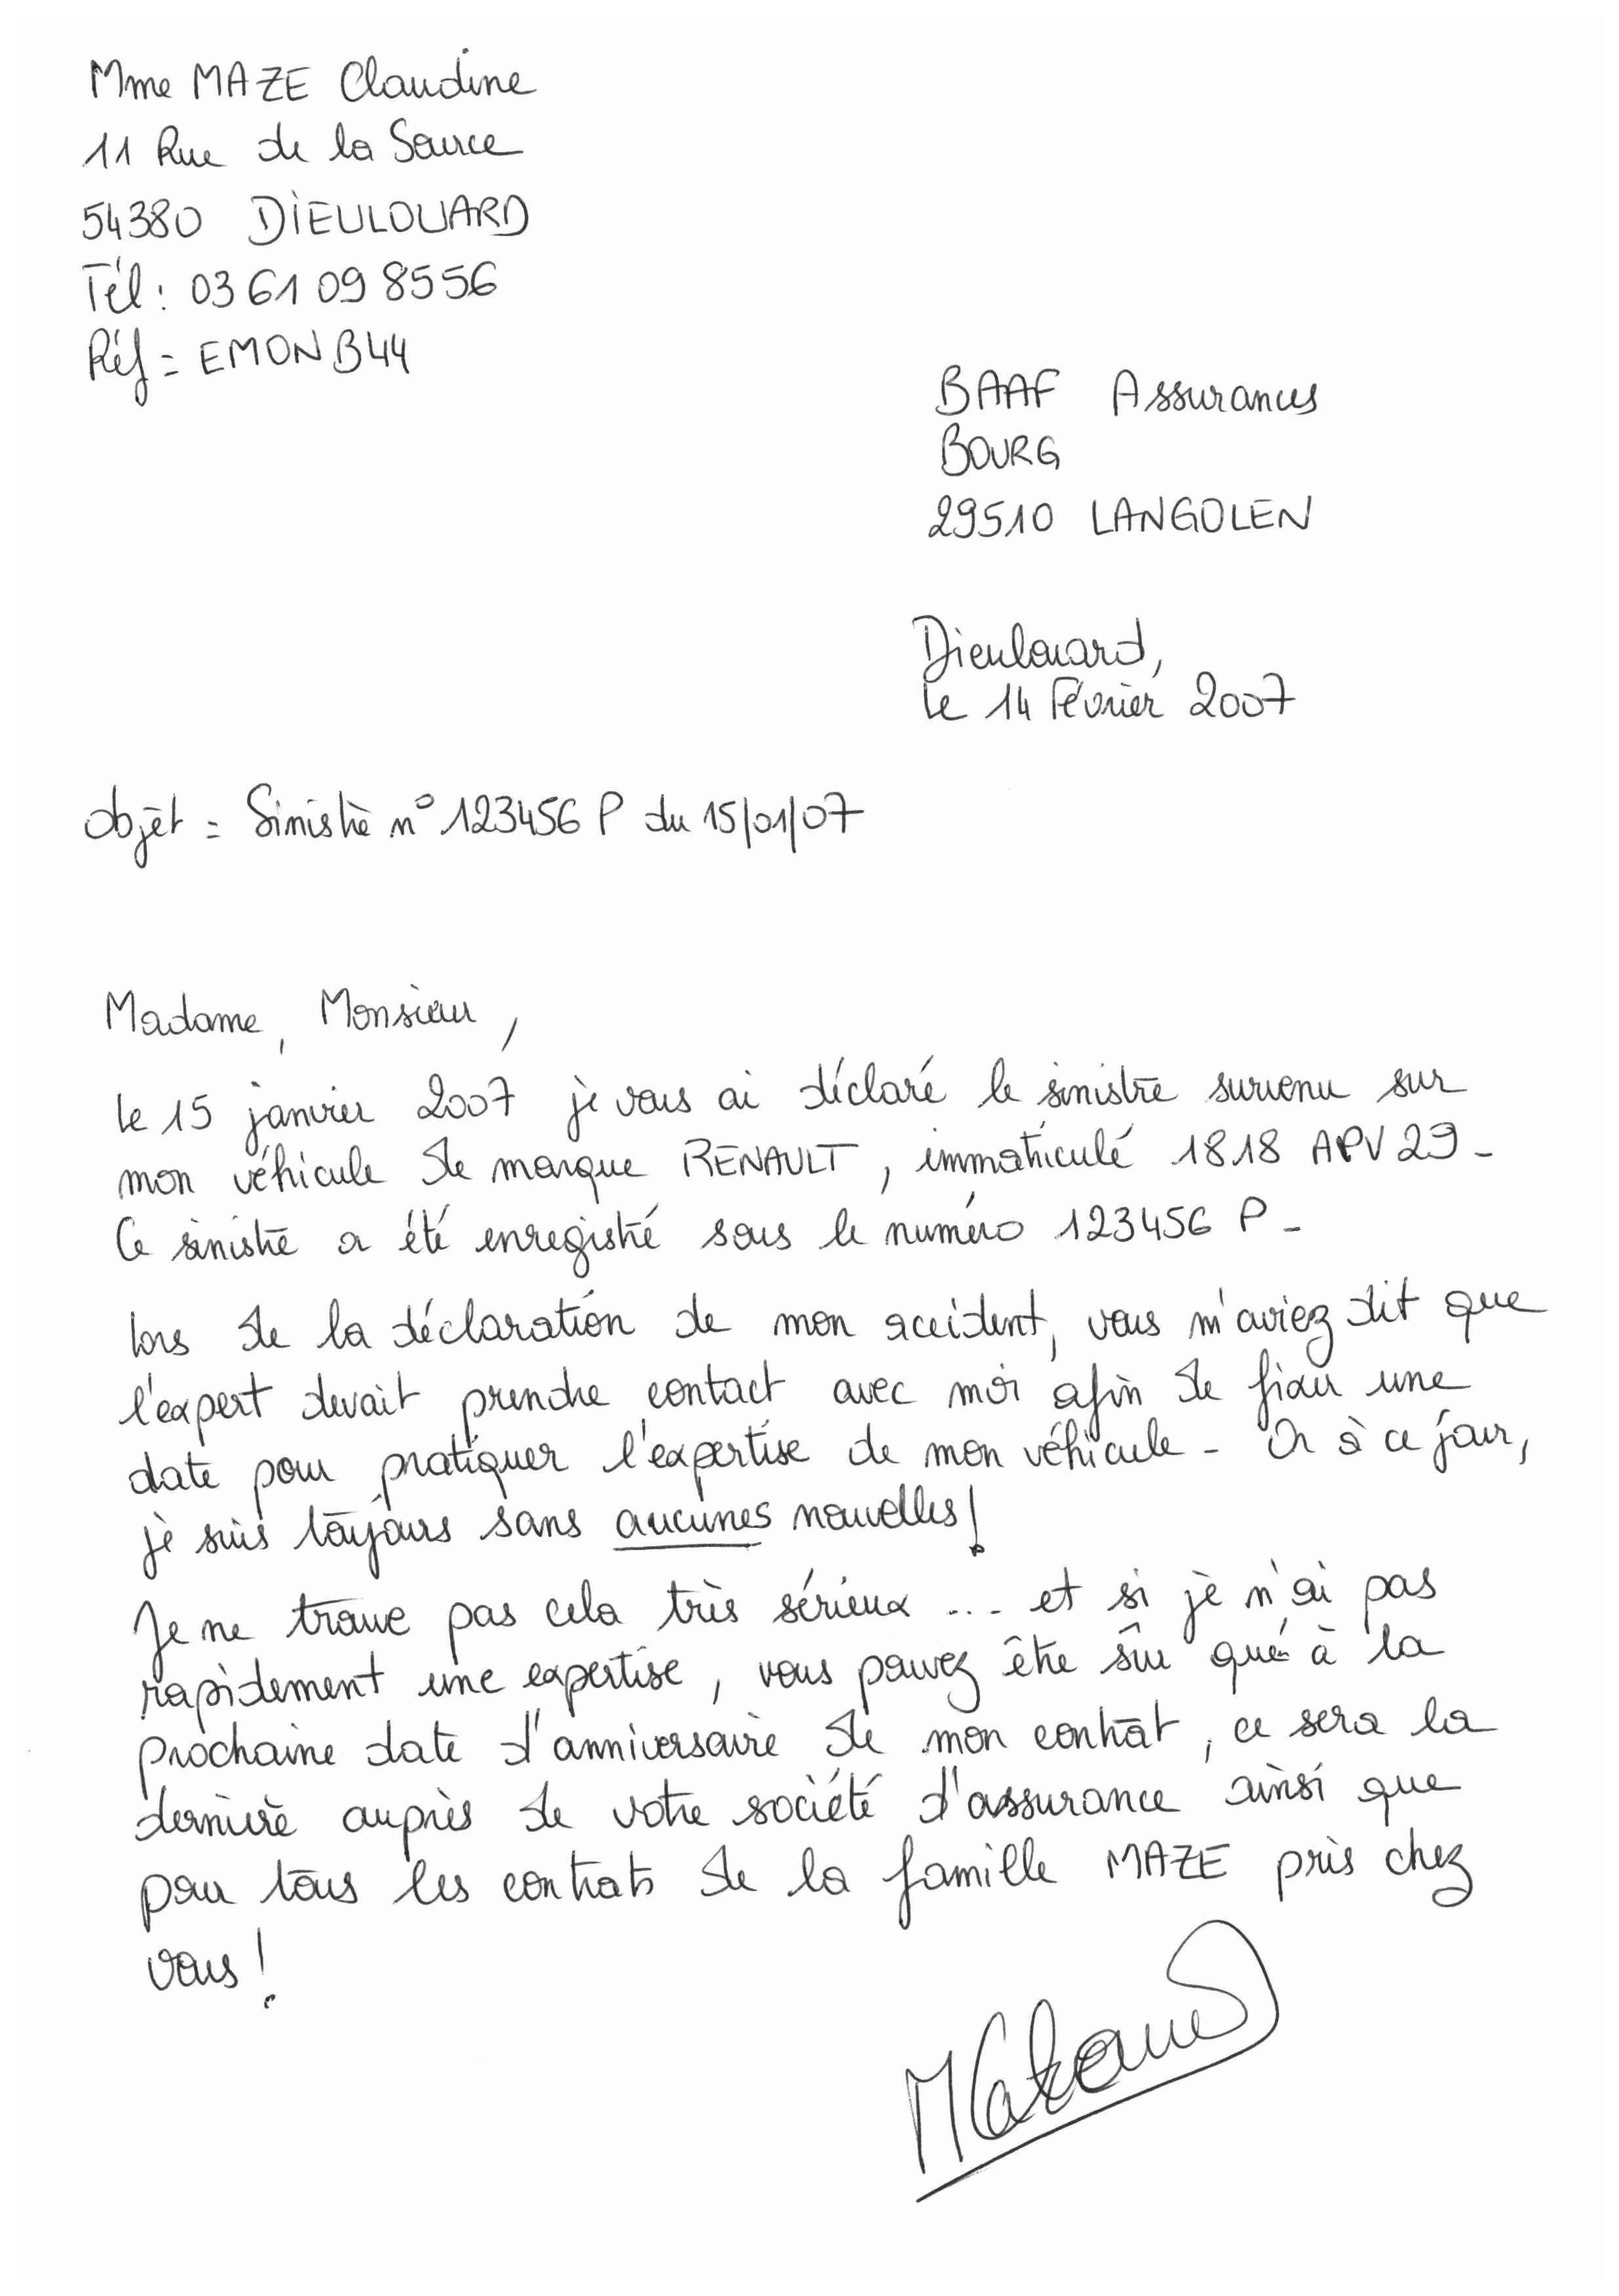 Mme MAZE Claudine
11 Rue de la Source
54380 DIEULOUARD
Tél : 03 61 09 85 56
Réf = EMONB44
BAAF Assurances
BOURG
29510 LANGOLEN
Dieulouard,
le 14 Février 2007
Objet = Sinistre n° 123456 P du 15/01/07
Madame, Monsieur,
Le 15 janvier 2007 je vous ai déclaré le sinistre survenu sur
mon véhicule de marque RENAULT, immatriculé 1818 APV 29-
Ce sinistre a été enregistré sous le numéro 123456 P-
Lors de la déclaration de mon accident, vous m'aviez dit que
l'expert devait prendre contact avec moi afin de fixer une
date pour pratiquer l'expertise de mon véhicule- Or à ce jour,
je suis toujours sans aucunes nouvelles!
Je ne trouve pas cela très sérieux ... et si je n'ai pas
rapidement une expertise, vous pouvez être sûr que à la
prochaine date d'anniversaire de mon contrat, ce sera la
dernière auprès de votre société d'assurance ainsi que
pour tous les contrats de la famille MAZE pris chez
vous!